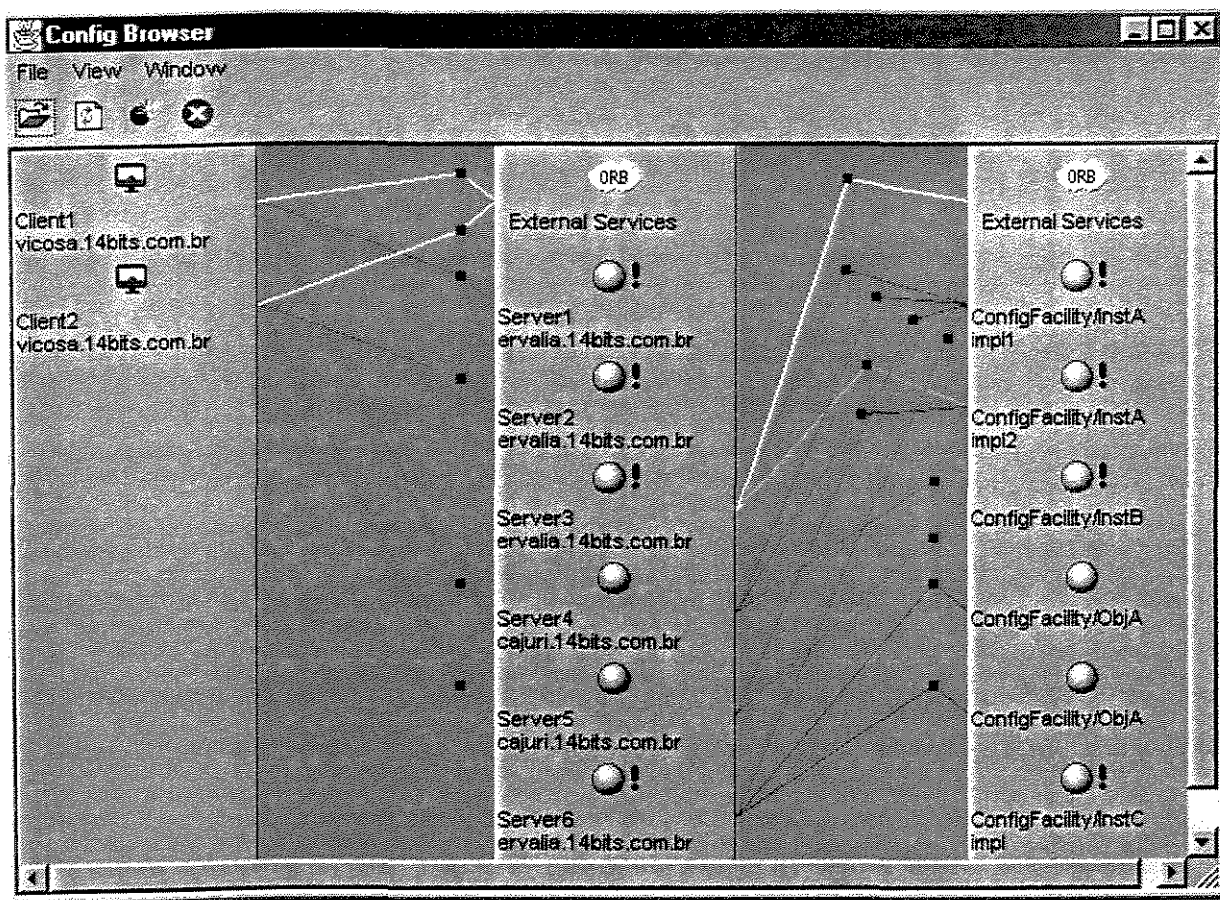 Config Browser
File View Window
Client1
vicosa.14bits.com.br
Client2
vicosa.14bits.com.br
ORB
External Services
!
Server1
ervalia.14bits.com.br
!
Server2
ervalia.14bits.com.br
!
Server3
ervalia.14bits.com.br
Server4
cajuri.14bits.com.br
Server5
cajuri.14bits.com.br
!
Server6
ervalia.14bits.com.br
ORB
External Services
!
ConfigFacility/InstA
impl1
!
ConfigFacility/InstA
impl2
!
ConfigFacility/InstB
ConfigFacility/ObjA
ConfigFacility/ObjA
!
ConfigFacility/InstC
impl